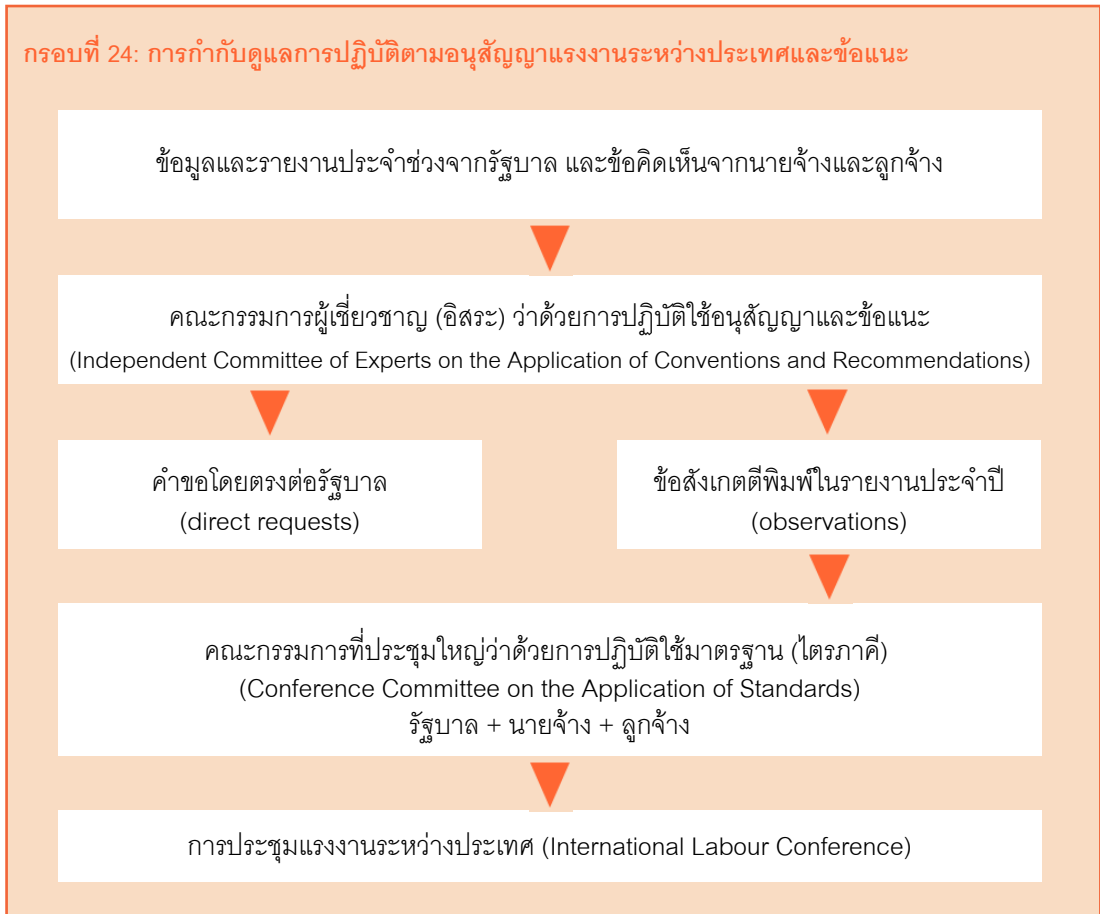 กรอบที่ 24: การกำกับดูแลการปฏิบัติตามอนุสัญญาแรงงานระหว่างประเทศและข้อแนะ
ข้อมูลและรายงานประจำช่วงจากรัฐบาล และข้อคิดเห็นจากนายจ้างและลูกจ้าง
คณะกรรมการผู้เชี่ยวชาญ (อิสระ) ว่าด้วยการปฏิบัติใช้อนุสัญญาและข้อแนะ
(Independent Committee of Experts on the Application of Conventions and Recommendations)
คำขอโดยตรงต่อรัฐบาล
(direct requests)
ข้อสังเกตตีพิมพ์ในรายงานประจำปี
(observations)
คณะกรรมการที่ประชุมใหญ่ว่าด้วยการปฏิบัติใช้มาตรฐาน (ไตรภาคี)
(Conference Committee on the Application of Standards)
รัฐบาล + นายจ้าง + ลูกจ้าง
การประชุมแรงงานระหว่างประเทศ (International Labour Conference)